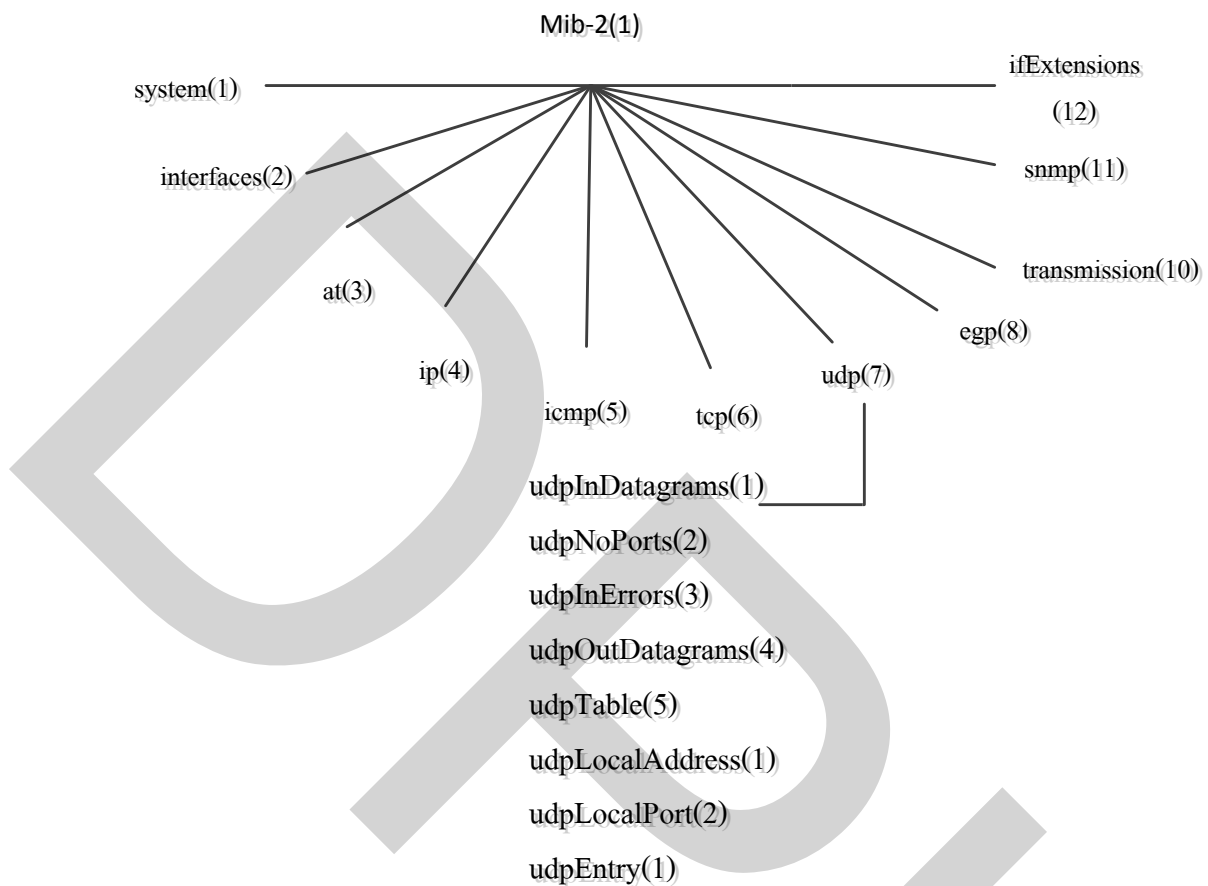 Mib-2(1)
system(1)
ifExtensions
(12)
interfaces(2)
snmp(11)
at(3)
transmission(10)
ip(4)
egp(8)
icmp(5)
tcp(6)
udp(7)
udpInDatagrams(1)
udpNoPorts(2)
udpInErrors(3)
udpOutDatagrams(4)
udpTable(5)
udpLocalAddress(1)
udpLocalPort(2)
udpEntry(1)